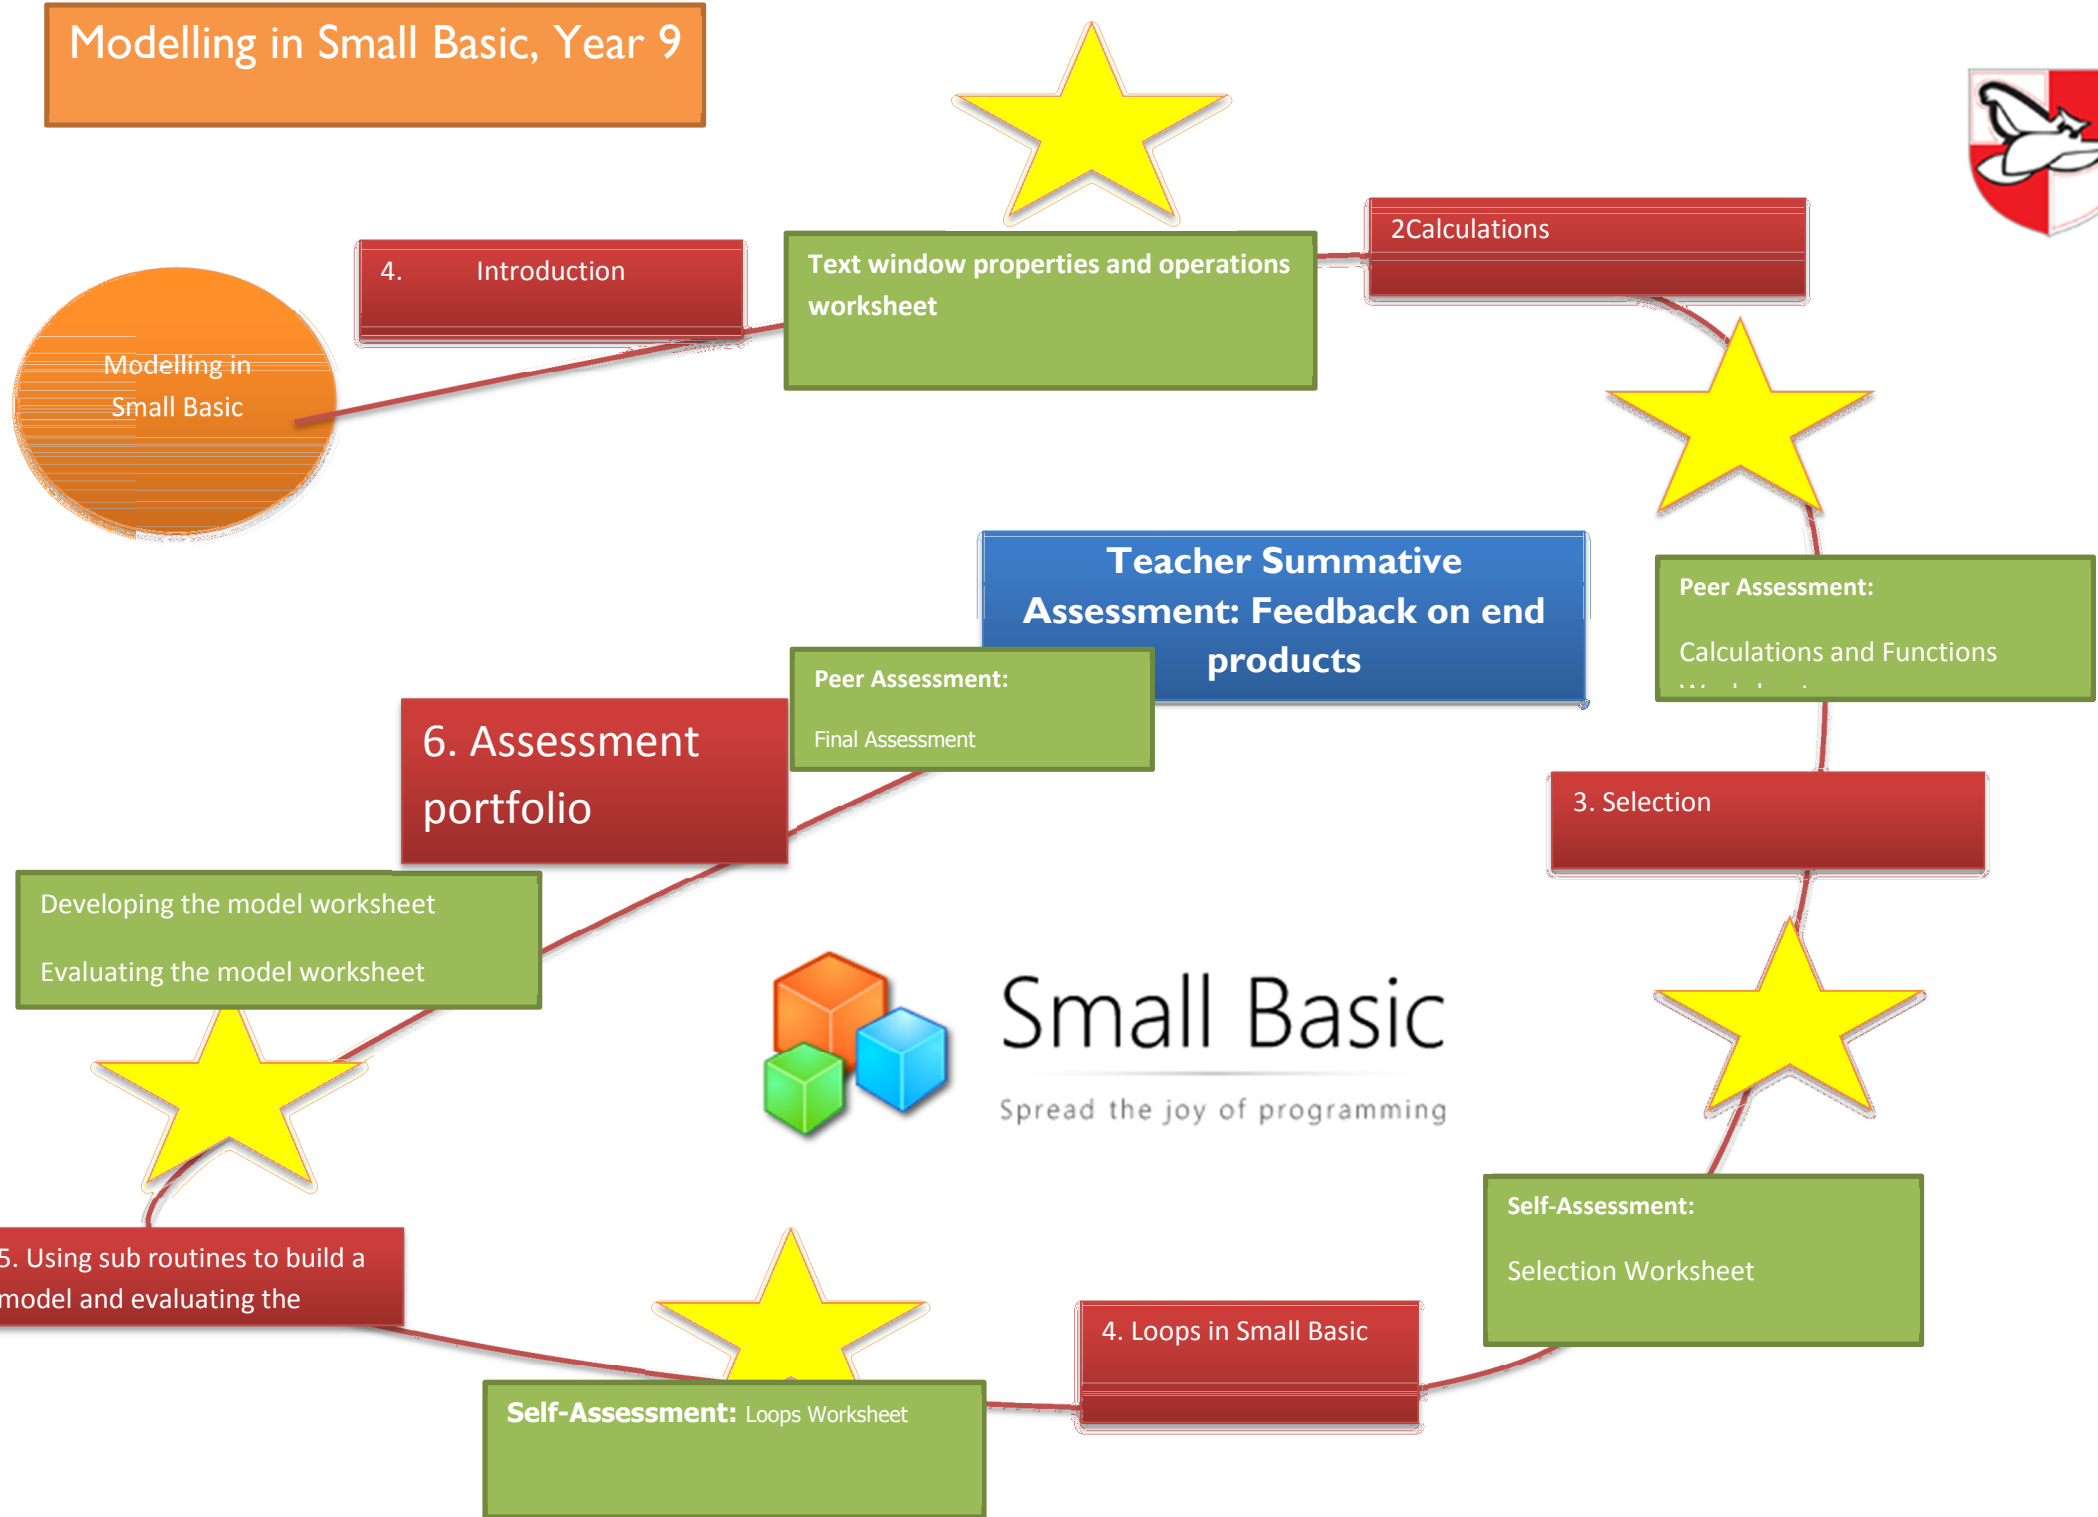 Modelling in Small Basic, Year 9
Modelling in
Small Basic
4. Introduction
Text window properties and operations
worksheet
2Calculations
Peer Assessment:
Calculations and Functions
3. Selection
Self-Assessment:
Selection Worksheet
4. Loops in Small Basic
Self-Assessment: Loops Worksheet
5. Using sub routines to build a
model and evaluating the
Developing the model worksheet
Evaluating the model worksheet
6. Assessment
portfolio
Peer Assessment:
Final Assessment
Teacher Summative
Assessment: Feedback on end
products
Small Basic
Spread the joy of programming